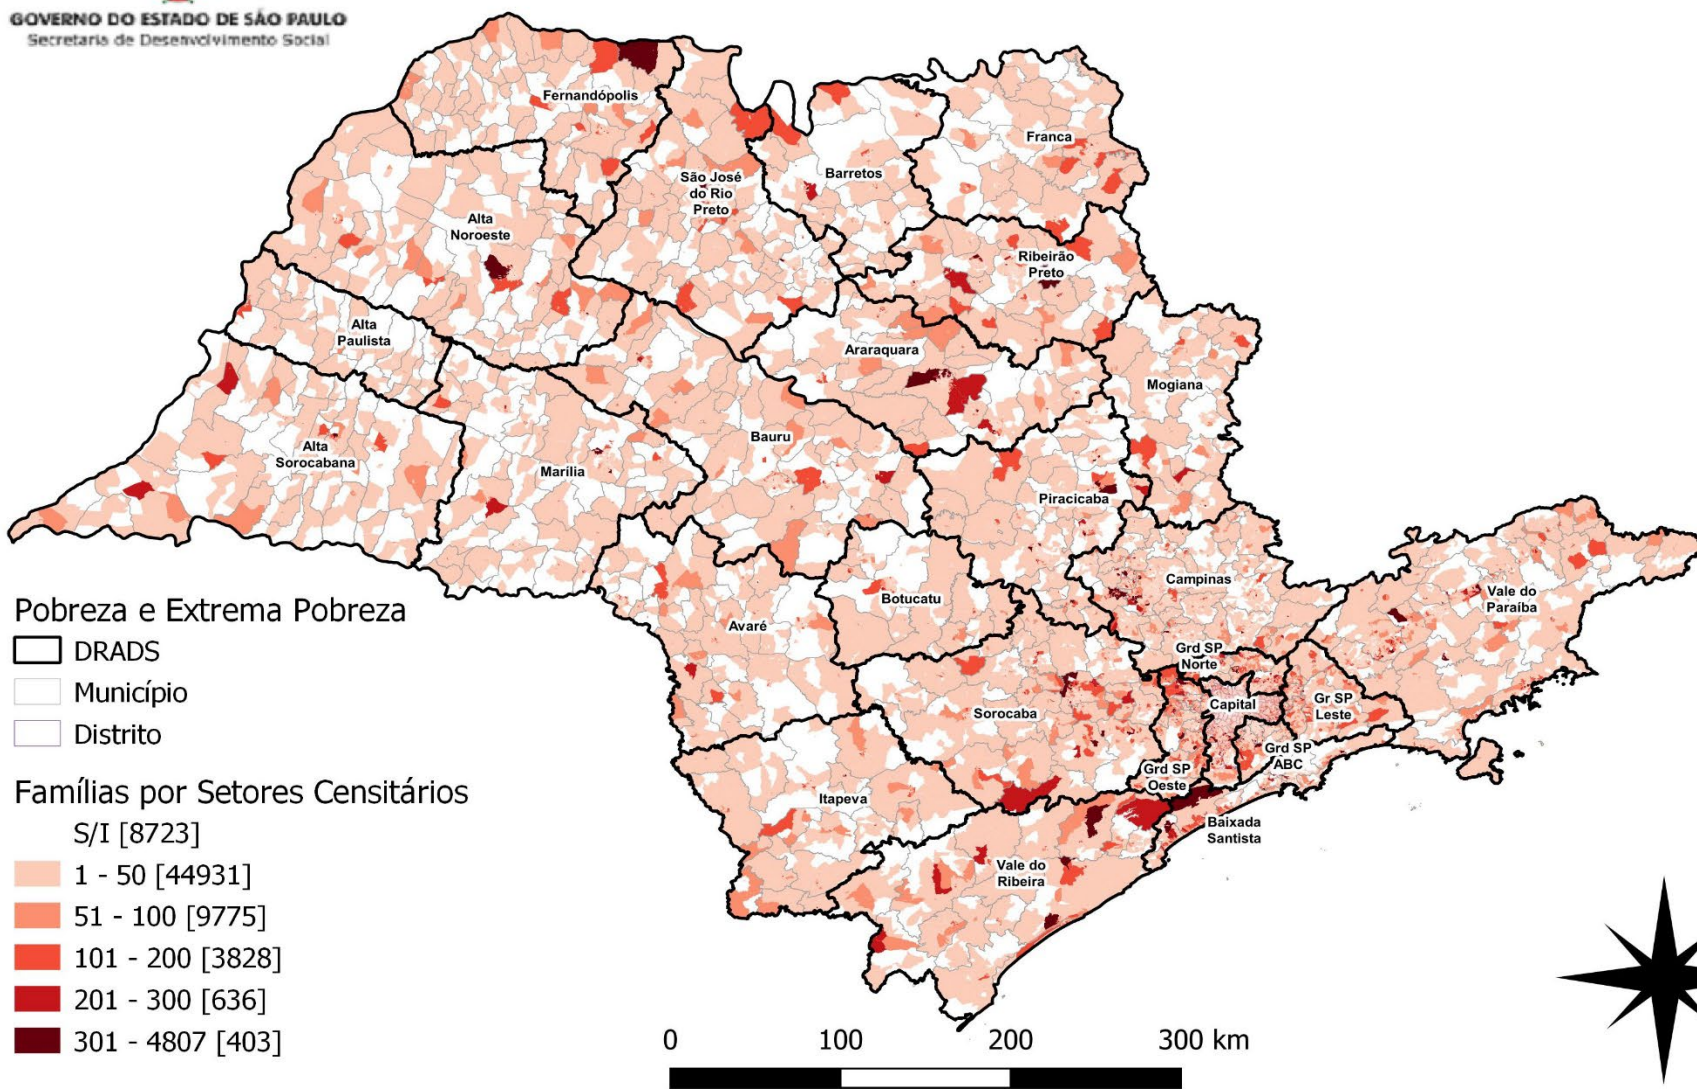 GOVERNO DO ESTADO DE SÃO PAULO
Secretaria de Desenvolvimento Social
Fernandópolis
Franca
São José
do Rio
Preto
Barretos
Alta
Noroeste
Ribeirão
Preto
Alta
Paulista
Araraquara
Mogiana
Bauru
Alta
Sorocabana
Marília
Piracicaba
Campinas
Vale do
Paraíba
Botucatu
Avaré
Grd SP
Norte
Capital
Gr SP
Leste
Sorocaba
Grd SP
ABC
Grd SP
Oeste
Itapeva
Baixada
Santista
Vale do
Ribeira
Pobreza e Extrema Pobreza
DRADS
Município
Distrito
Famílias por Setores Censitários
S/I [8723]
1 - 50 [44931]
51 - 100 [9775]
101 - 200 [3828]
201 - 300 [636]
301 - 4807 [403]
0 100 200 300 km